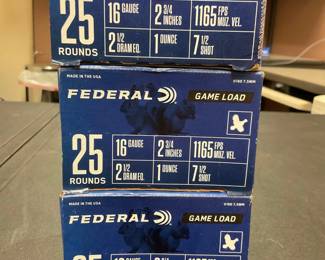 25
ROUNDS
16 GAUGE
2 3/4 INCHES
1165 FPS MUZ. VEL.
2 1/2 DRAM EQ.
1 OUNCE
7 1/2 SHOT
MADE IN THE USA
FEDERAL
GAME LOAD
25
ROUNDS
16 GAUGE
2 3/4 INCHES
1165 FPS MUZ. VEL.
2 1/2 DRAM EQ.
1 OUNCE
7 1/2 SHOT
MADE IN THE USA
FEDERAL
GAME LOAD